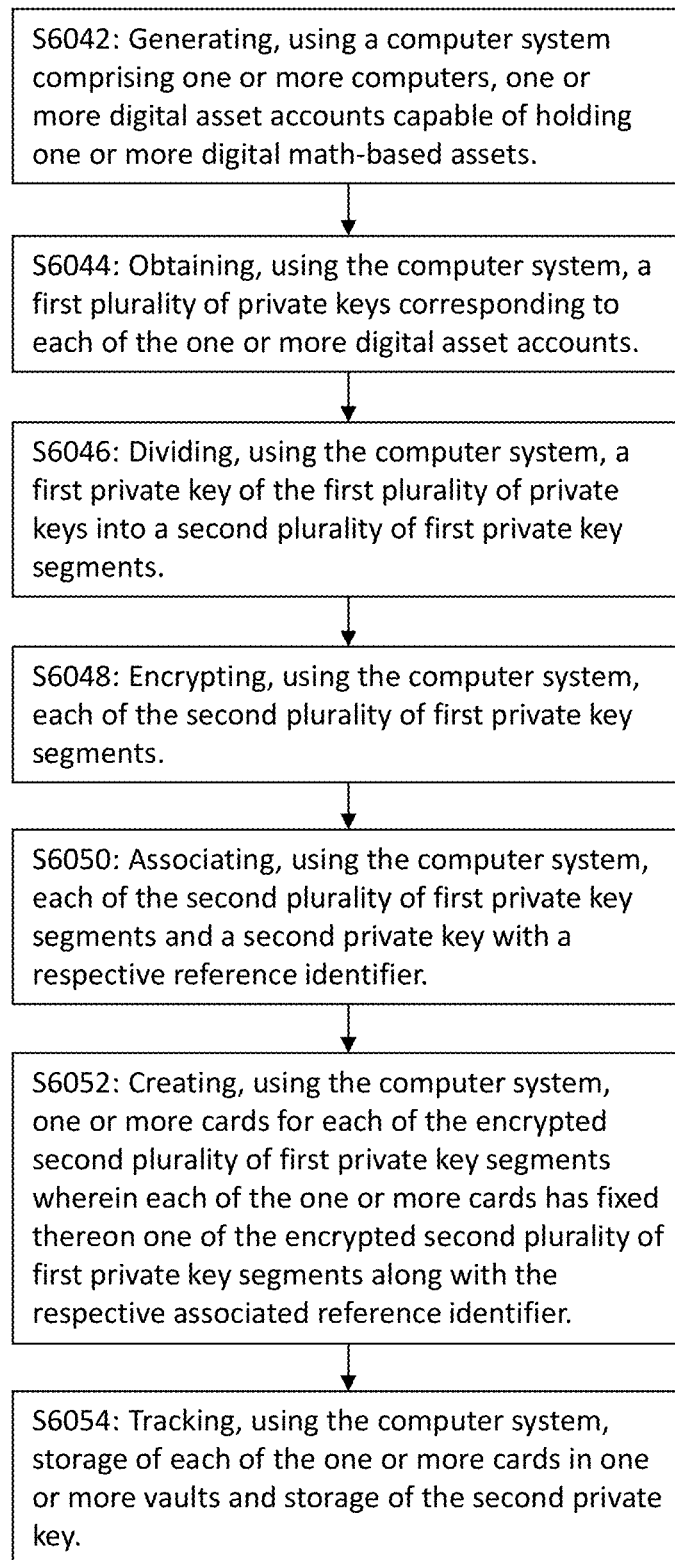 S6042: Generating, using a computer system
comprising one or more computers, one or
more digital asset accounts capable of holding
one or more digital math-based assets.
S6044: Obtaining, using the computer system, a
first plurality of private keys corresponding to
each of the one or more digital asset accounts.
S6046: Dividing, using the computer system, a
first private key of the first plurality of private
keys into a second plurality of first private key
segments.
S6048: Encrypting, using the computer system,
each of the second plurality of first private key
segments.
S6050: Associating, using the computer system,
each of the second plurality of first private key
segments and a second private key with a
respective reference identifier.
S6052: Creating, using the computer system,
one or more cards for each of the encrypted
second plurality of first private key segments
wherein each of the one or more cards has fixed
thereon one of the encrypted second plurality of
first private key segments along with the
respective associated reference identifier.
S6054: Tracking, using the computer system,
storage of each of the one or more cards in one
or more vaults and storage of the second private
key.